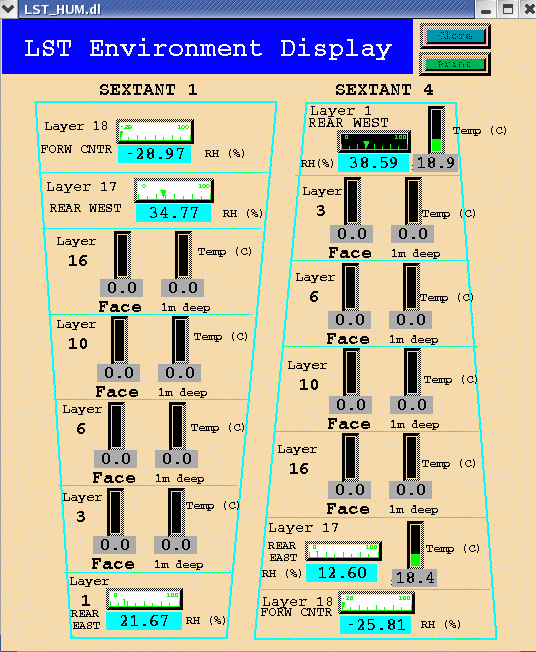 LST_HUM.dl
LST Environment Display
Close
Print
SEXTANT 1
Layer 18
FORW CNTR
100
-28.97
RH (%)
Layer 17
REAR WEST
0 100
34.77
RH (%)
Layer
16
Temp (C)
0.0 0.0
Face 1m deep
Layer
10
Temp (C)
0.0 0.0
Face 1m deep
Layer
6
Temp (C)
0.0 0.0
Face 1m deep
Layer
3
Temp (C)
0.0 0.0
Face 1m deep
Layer
1
REAR
EAST
0 100
21.67
RH (%)
SEXTANT 4
Layer 1
REAR WEST
0 100
Temp (C)
RH(%) 38.59 18.9
Layer
3
Temp (C)
0.0 0.0
Face 1m deep
Layer
6
Temp (C)
0.0 0.0
Face 1m deep
Layer
10
Temp (C)
0.0 0.0
Face 1m deep
Layer
16
Temp (C)
0.0 0.0
Face 1m deep
Layer 17
REAR
EAST
0 100
Temp (C)
RH (%) 12.60 18.4
Layer 18
FORW CNTR
100
-25.81
RH (%)